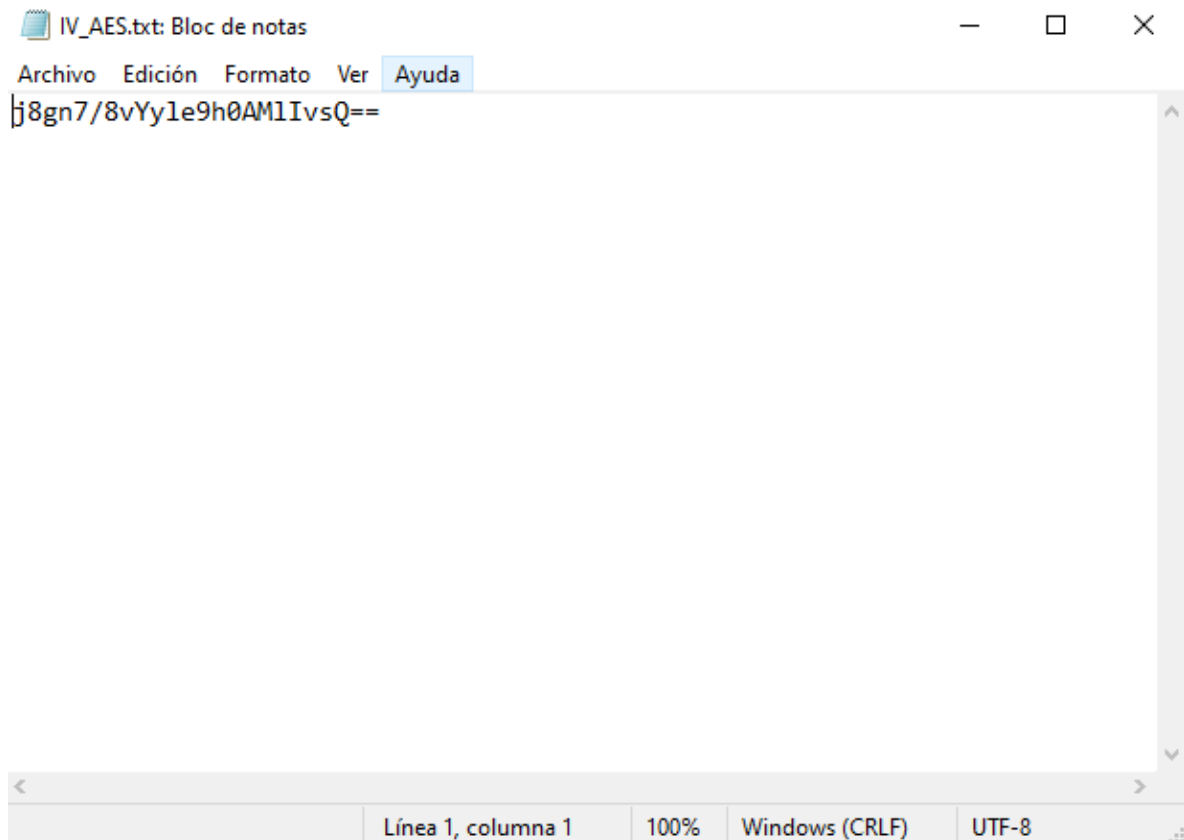 IV_AES.txt: Bloc de notas
Archivo Edición Formato Ver Ayuda
j8gn7/8vYyle9h0AMlIvsQ==
Línea 1, columna 1 100% Windows (CRLF) UTF-8